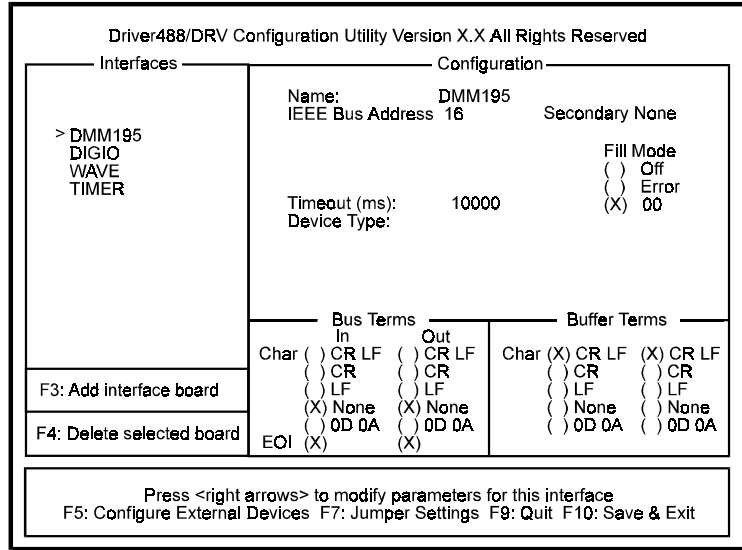 Driver488/DRV Configuration Utility Version X.X All Rights Reserved
Interfaces
> DMM195
DIGIO
WAVE
TIMER
F3: Add interface board
F4: Delete selected board
Configuration
Name: DMM195
IEEE Bus Address 16 Secondary None
Fill Mode
( ) Off
( ) Error
(X) 00
Timeout (ms): 10000
Device Type:
Bus Terms
In Out
Char ( ) CR LF ( ) CR LF
( ) CR ( ) CR
( ) LF ( ) LF
(X) None (X) None
( ) 0D 0A ( ) 0D 0A
EOI (X) (X)
Buffer Terms
Char (X) CR LF (X) CR LF
( ) CR ( ) CR
( ) LF ( ) LF
( ) None ( ) None
( ) 0D 0A ( ) 0D 0A
Press <right arrows> to modify parameters for this interface
F5: Configure External Devices F7: Jumper Settings F9: Quit F10: Save & Exit